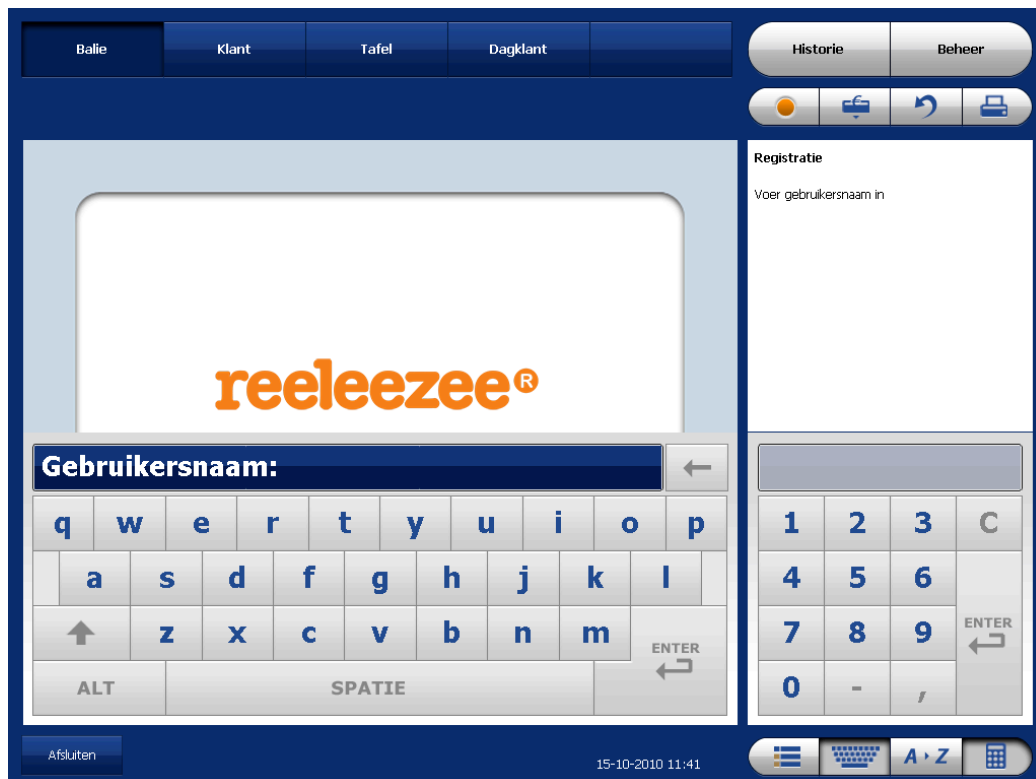 Balie Klant Tafel Dagklant Historie Beheer
Registratie
Voer gebruikersnaam in
reeleezee®
Gebruikersnaam:
q w e r t y u i o p 1 2 3 C
a s d f g h j k l 4 5 6
z x c v b n m ENTER 7 8 9 ENTER
ALT SPATIE 0 - ,
Afsluiten 15-10-2010 11:41 A Z